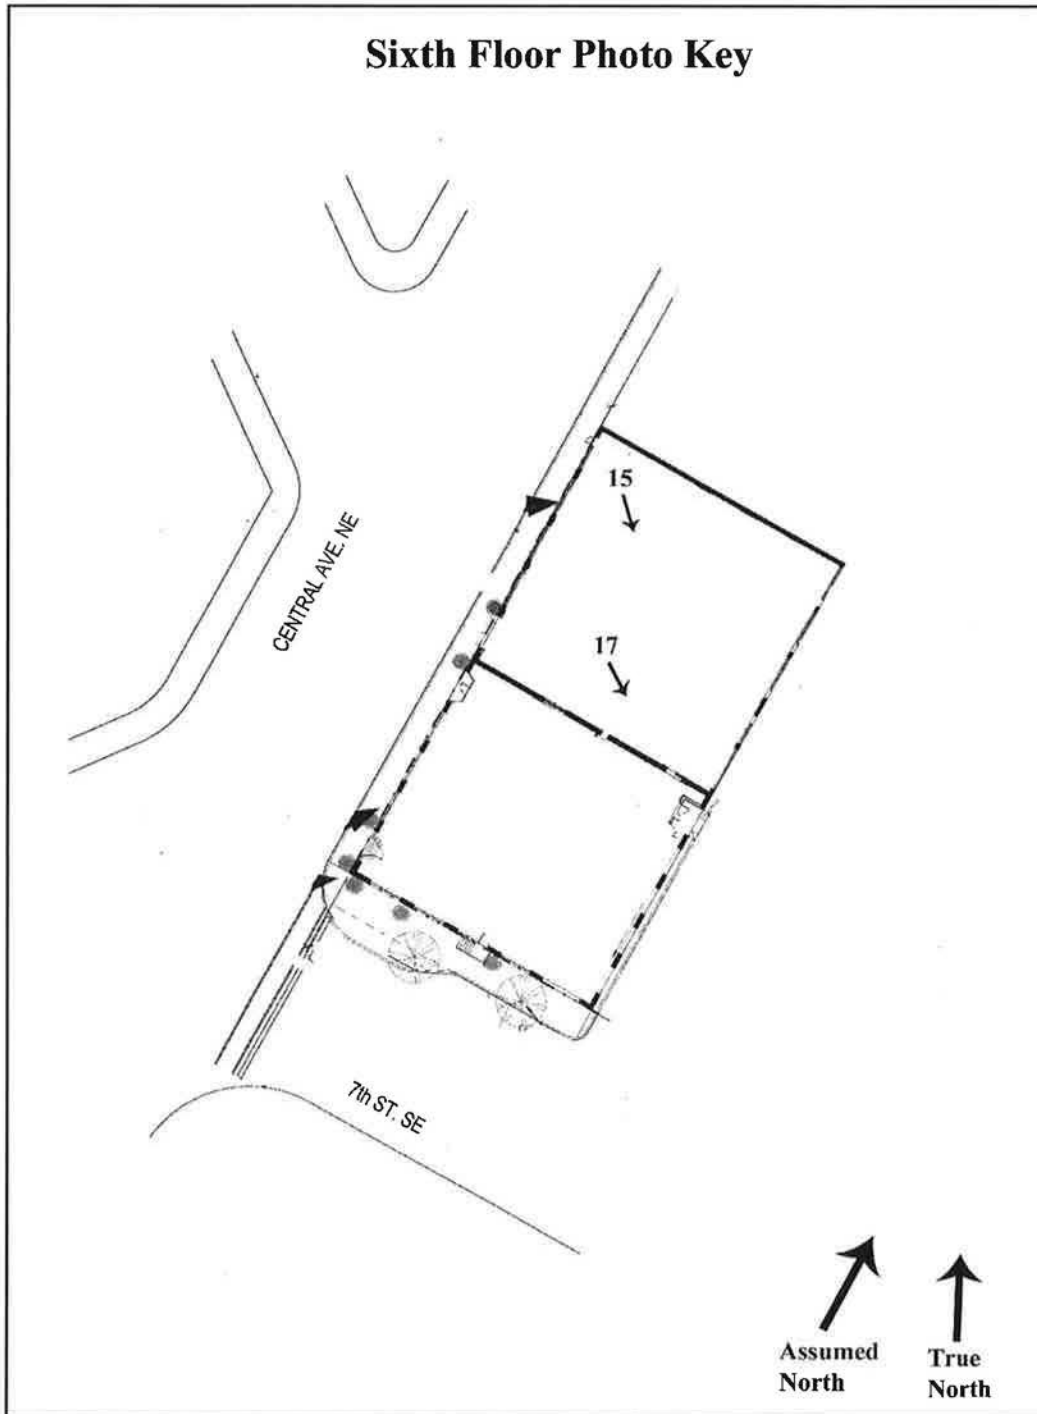 Sixth Floor Photo Key
15
CENTRAL AVE. NE
17
7th ST. SE
Assumed
North
True
North